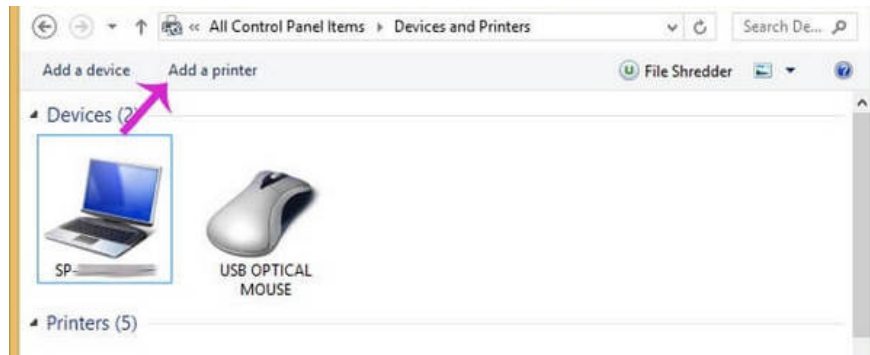 « All Control Panel Items ▸ Devices and Printers Search De...
Add a device Add a printer File Shredder
Devices (2)
SP-
USB OPTICAL
MOUSE
Printers (5)